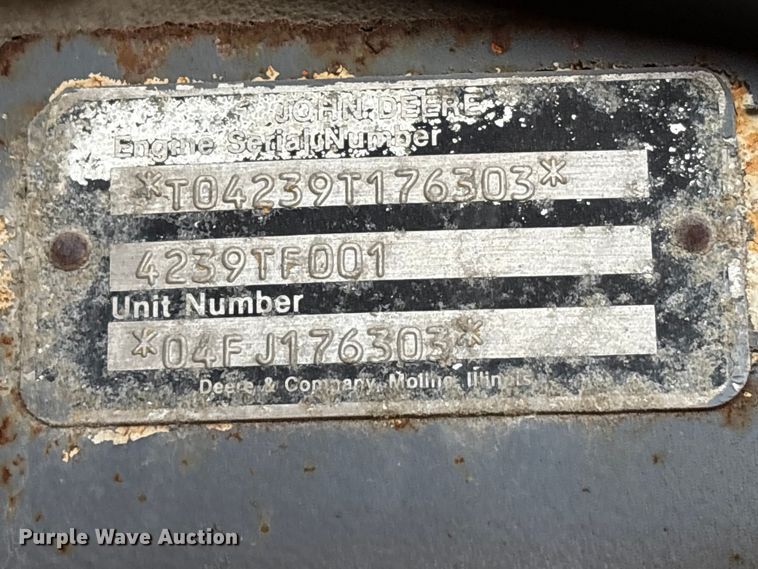 JOHN DEERE
Engine Serial Number
*T04239T176303*
4239TF001
Unit Number
*04FJ176303*
Deere & Company, Moline, Illinois
Purple Wave Auction